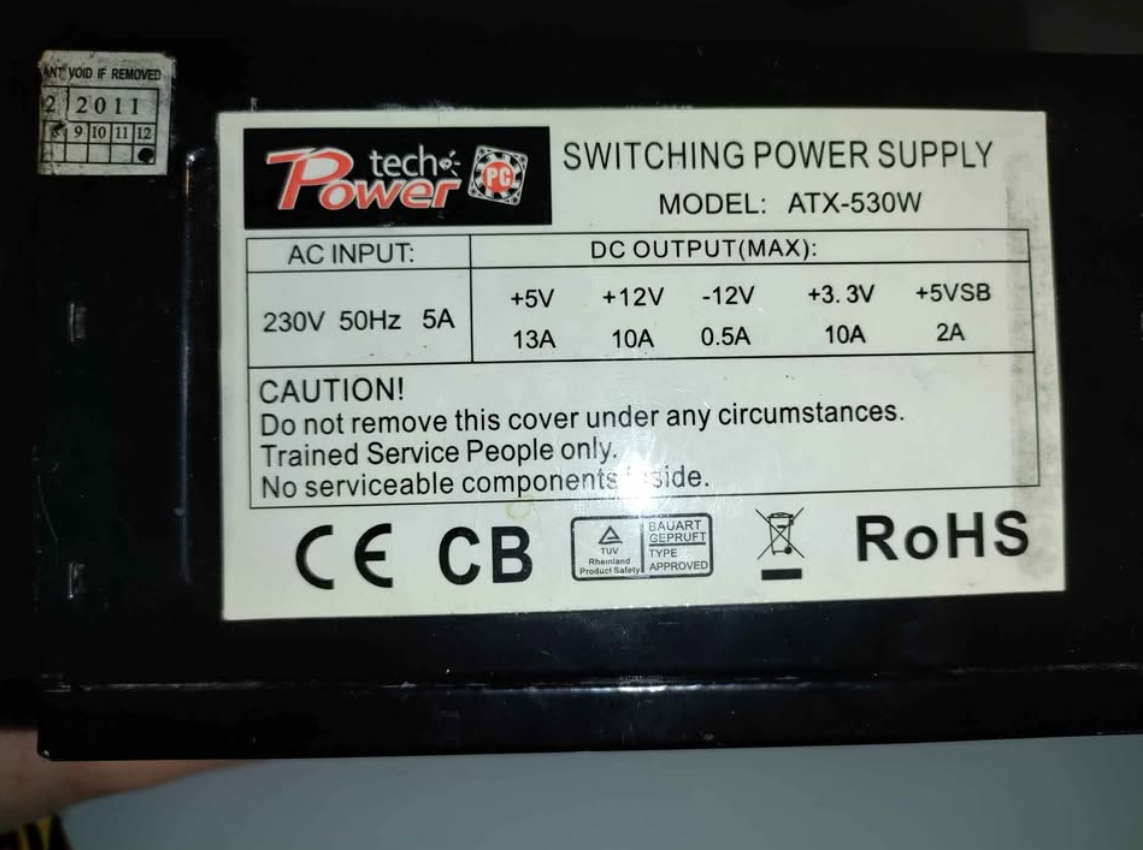 VOID IF REMOVED
2 2011
8 9 10 11 12
tech
Power
PC
SWITCHING POWER SUPPLY
MODEL: ATX-530W
AC INPUT: DC OUTPUT(MAX):
+5V +12V -12V +3.3V +5VSB
230V 50Hz 5A
13A 10A 0.5A 10A 2A
CAUTION!
Do not remove this cover under any circumstances.
Trained Service People only.
No serviceable components side.
CE CB
TUV
Rheinland
Product Safety
BAUART
GEPRUFT
TYPE
APPROVED
RoHS